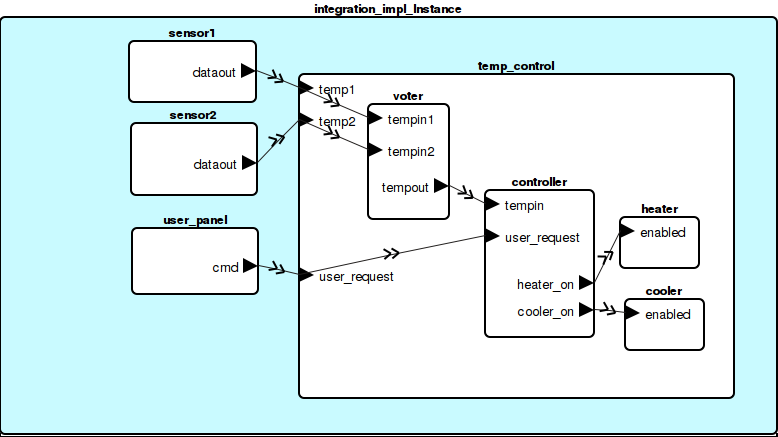 integration_impl_Instance
sensor1
dataout
temp_control
temp1
voter
sensor2
temp2
tempin1
dataout
tempin2
tempout
controller
user_panel
tempin
heater
cmd
user_request
enabled
user_request
heater_on
cooler
cooler_on
enabled